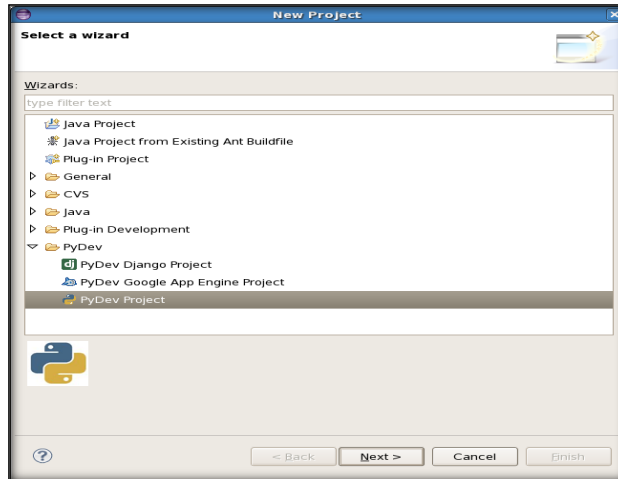 New Project
Select a wizard
Wizards:
type filter text
Java Project
Java Project from Existing Ant Buildfile
Plug-in Project
General
CVS
Java
Plug-in Development
PyDev
dj PyDev Django Project
PyDev Google App Engine Project
PyDev Project
? < Back Next > Cancel Finish